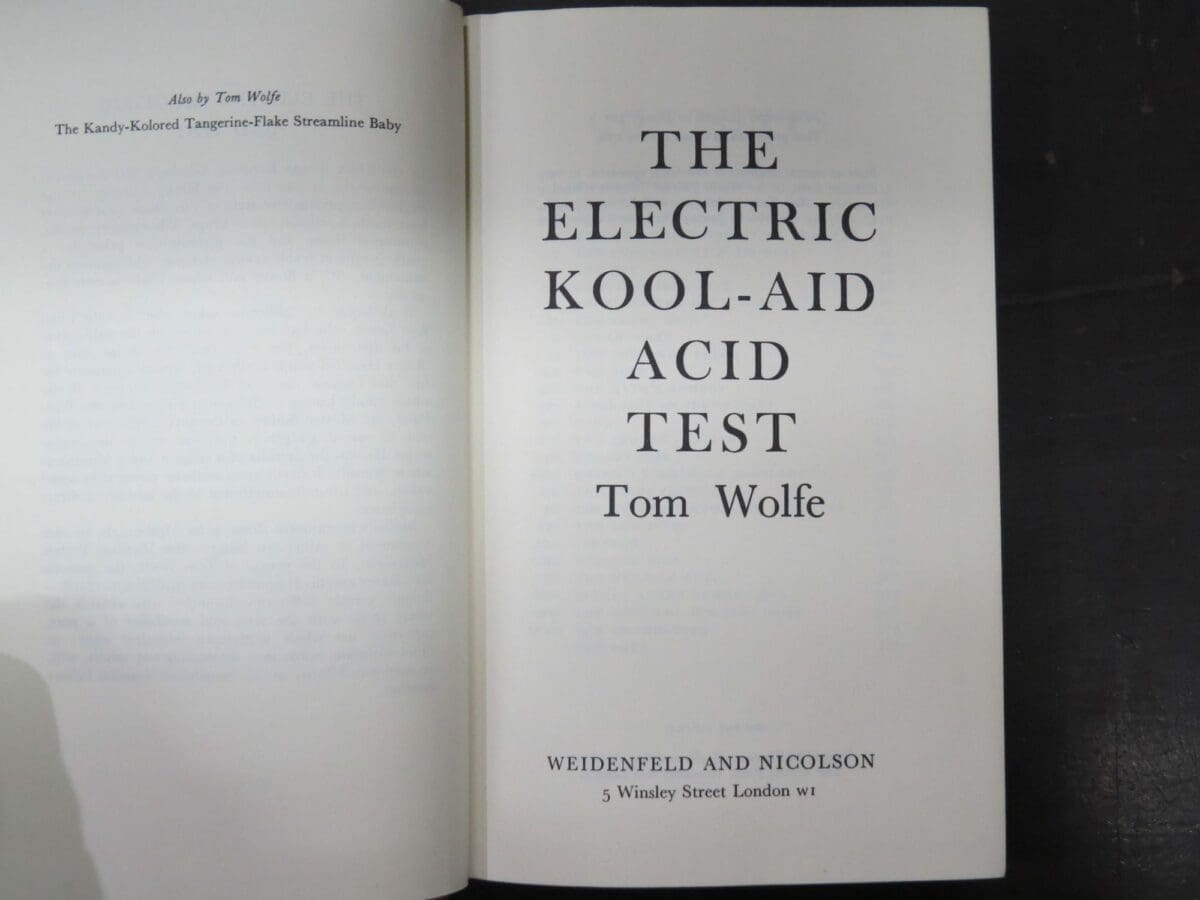 Also by Tom Wolfe
The Kandy-Kolored Tangerine-Flake Streamline Baby
THE
ELECTRIC
KOOL-AID
ACID
TEST
Tom Wolfe
WEIDENFELD AND NICOLSON
5 Winsley Street London W1